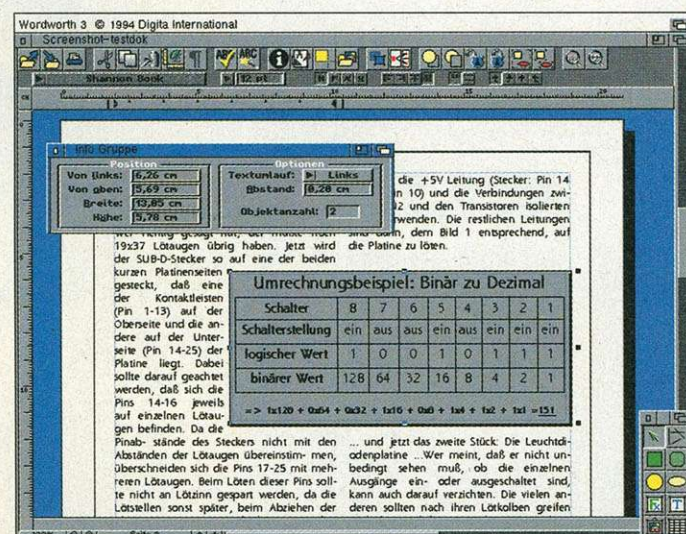 Wordworth 3 © 1994 Digita International
Screenshot-testdok
Shannon Book
12 pt
Info Gruppe
Position
Von links: 6,26 cm
Von oben: 5,69 cm
Breite: 13,05 cm
Höhe: 5,78 cm
Optionen
Textumlauf: Links
Abstand: 0,20 cm
Objektanzahl: 2
19x37 Lötaugen übrig haben. Jetzt wird
der SUB-D-Stecker so auf eine der beiden
kurzen Platinenseiten
gesteckt, daß eine
der Kontaktleisten
(Pin 1-13) auf der
Oberseite und die an-
dere auf der Unter-
seite (Pin 14-25) der
Platine liegt. Dabei
sollte darauf geachtet
werden, daß sich die
Pins 14-16 jeweils
auf einzelnen Lötau-
gen befinden. Da die
Pinab- stände des Steckers nicht mit den
Abständen der Lötaugen übereinstim- men,
überschneiden sich die Pins 17-25 mit meh-
reren Lötaugen. Beim Löten dieser Pins soll-
te nicht an Lötzinn gespart werden, da die
Lötstellen sonst später, beim Abziehen der
die +5V Leitung (Stecker: Pin 14
in 10) und die Verbindungen zwi-
und den Transistoren isolierten
rwenden. Die restlichen Leitungen
dann, dem Bild 1 entsprechend, auf
die Platine zu löten.
Umrechnungsbeispiel: Binär zu Dezimal
Schalter 8 7 6 5 4 3 2 1
Schalterstellung ein aus aus ein aus ein ein ein
logischer Wert 1 0 0 1 0 1 1 1
binärer Wert 128 64 32 16 8 4 2 1
=> 1x128 + 0x64 + 0x32 + 1x16 + 0x8 + 1x4 + 1x2 + 1x1 =151
... und jetzt das zweite Stück: Die Leuchtdi-
odenplatine ...Wer meint, daß er nicht un-
bedingt sehen muß, ob die einzelnen
Ausgänge ein- oder ausgeschaltet sind,
kann auch darauf verzichten. Die vielen an-
deren sollten nach ihren Lötkolben greifen